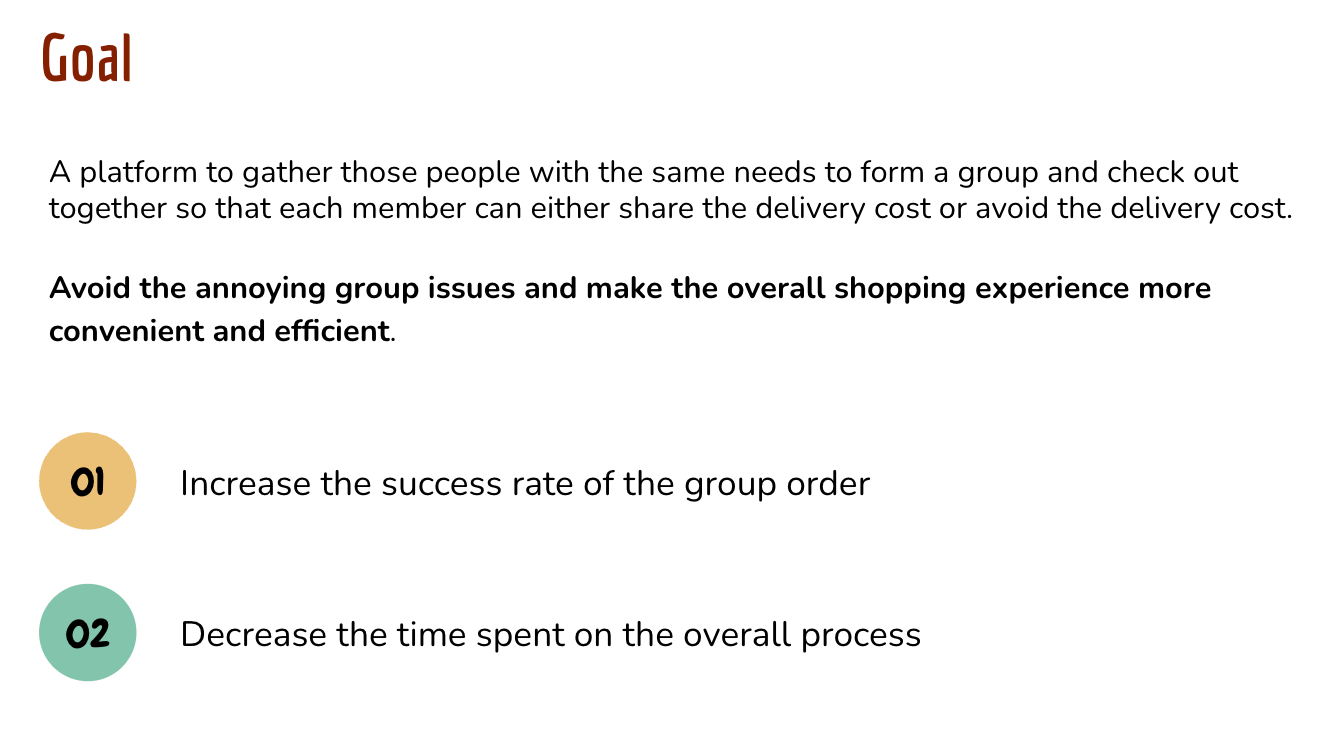 Goal
A platform to gather those people with the same needs to form a group and check out
together so that each member can either share the delivery cost or avoid the delivery cost.
Avoid the annoying group issues and make the overall shopping experience more
convenient and efficient.
01
Increase the success rate of the group order
02
Decrease the time spent on the overall process